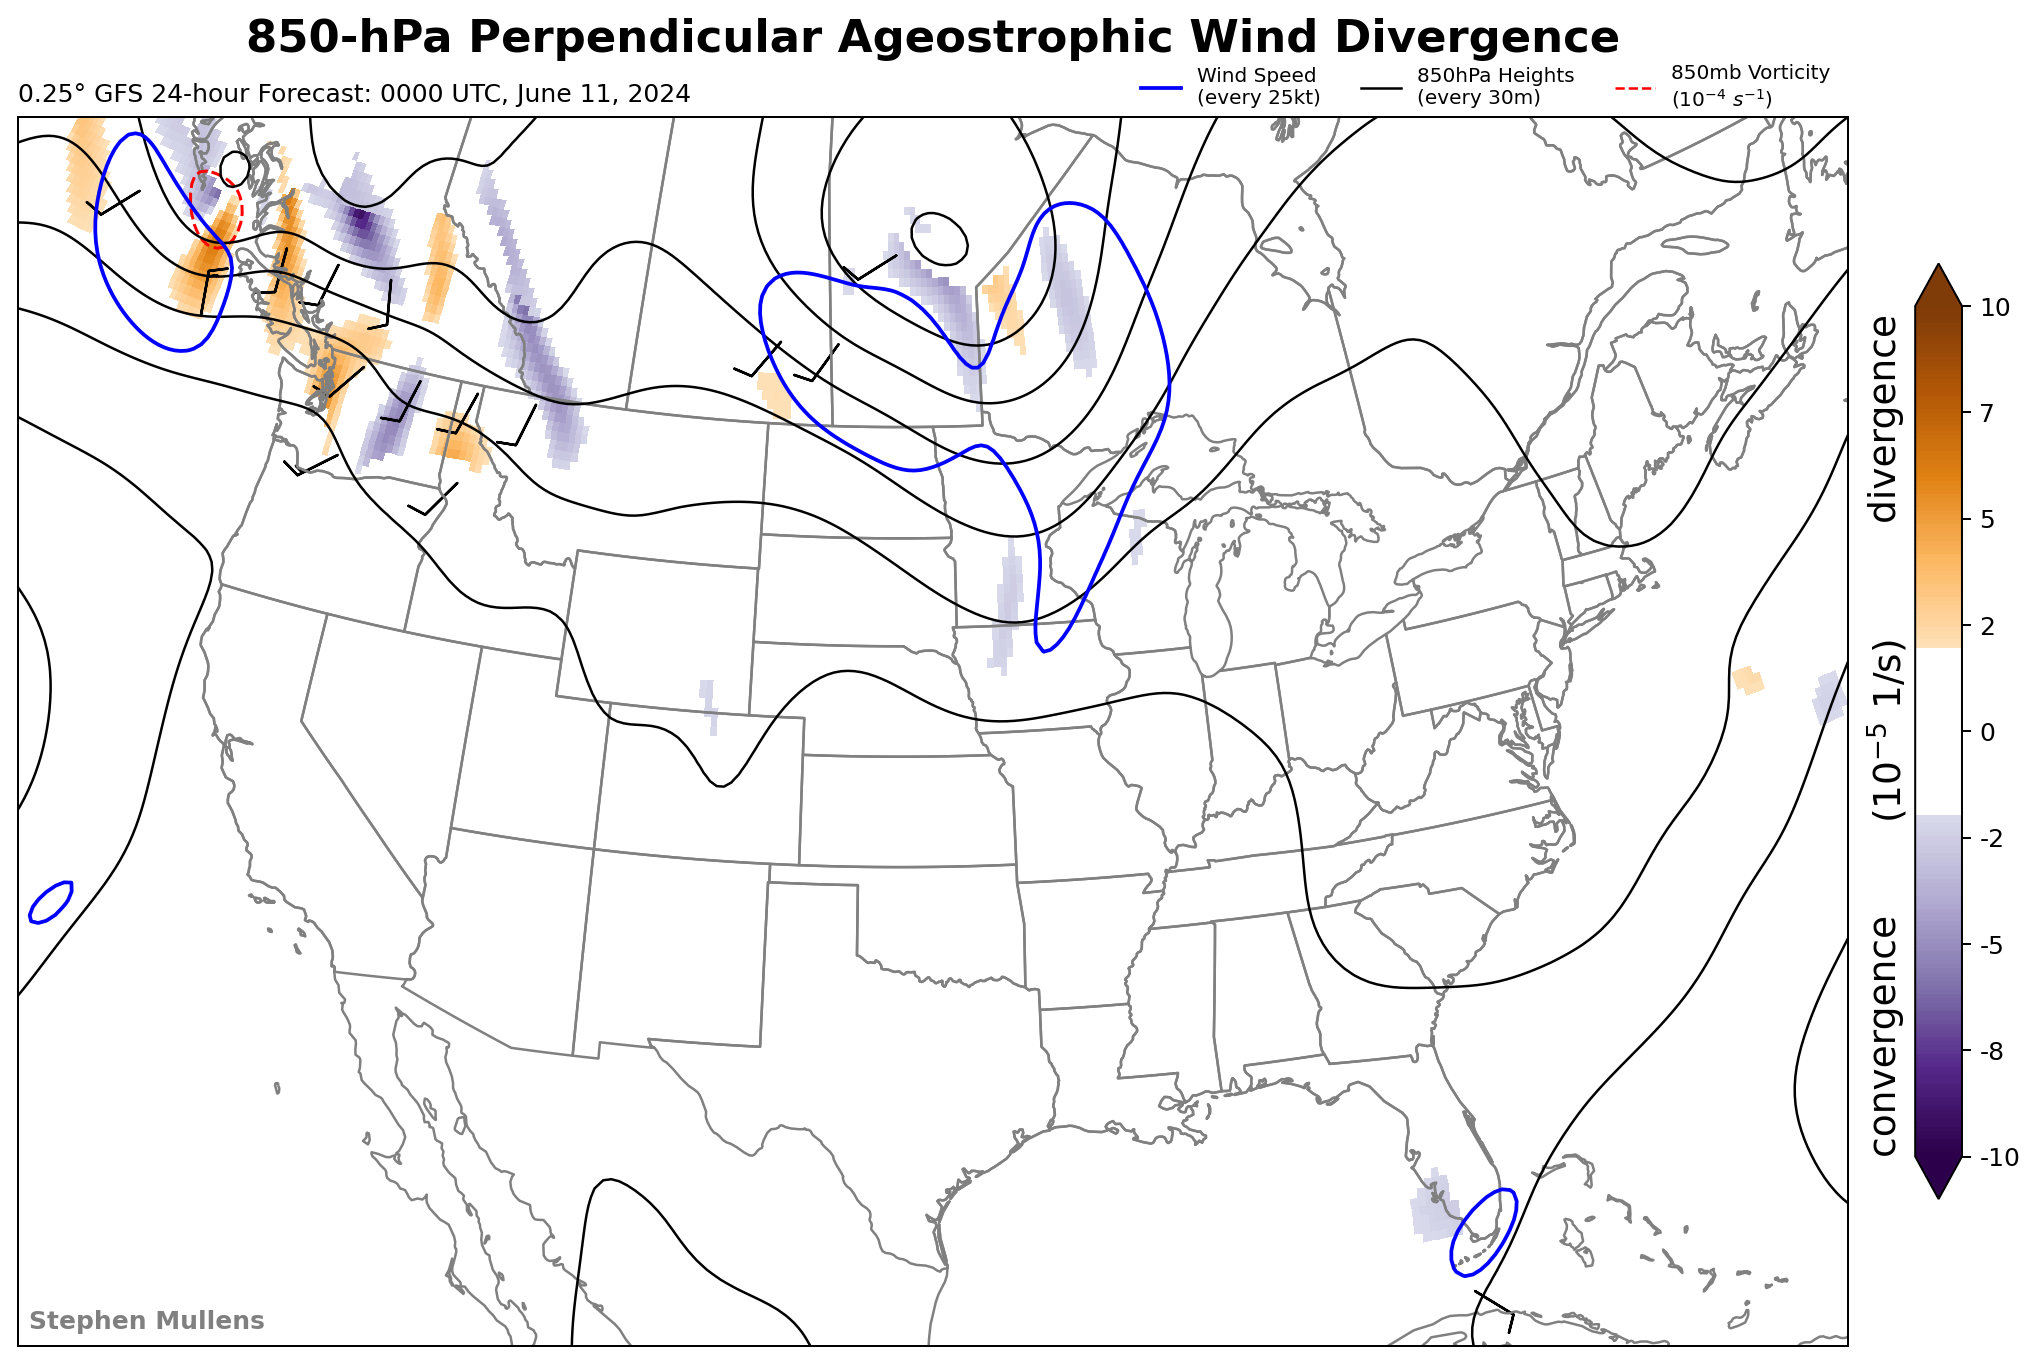 850-hPa Perpendicular Ageostrophic Wind Divergence
0.25° GFS 24-hour Forecast: 0000 UTC, June 11, 2024
Wind Speed
(every 25kt)
850hPa Heights
(every 30m)
850mb Vorticity
(10⁻⁴ s⁻¹)
10
7
5
2
0
-2
-5
-8
-10
convergence (10⁻⁵ 1/s) divergence
Stephen Mullens